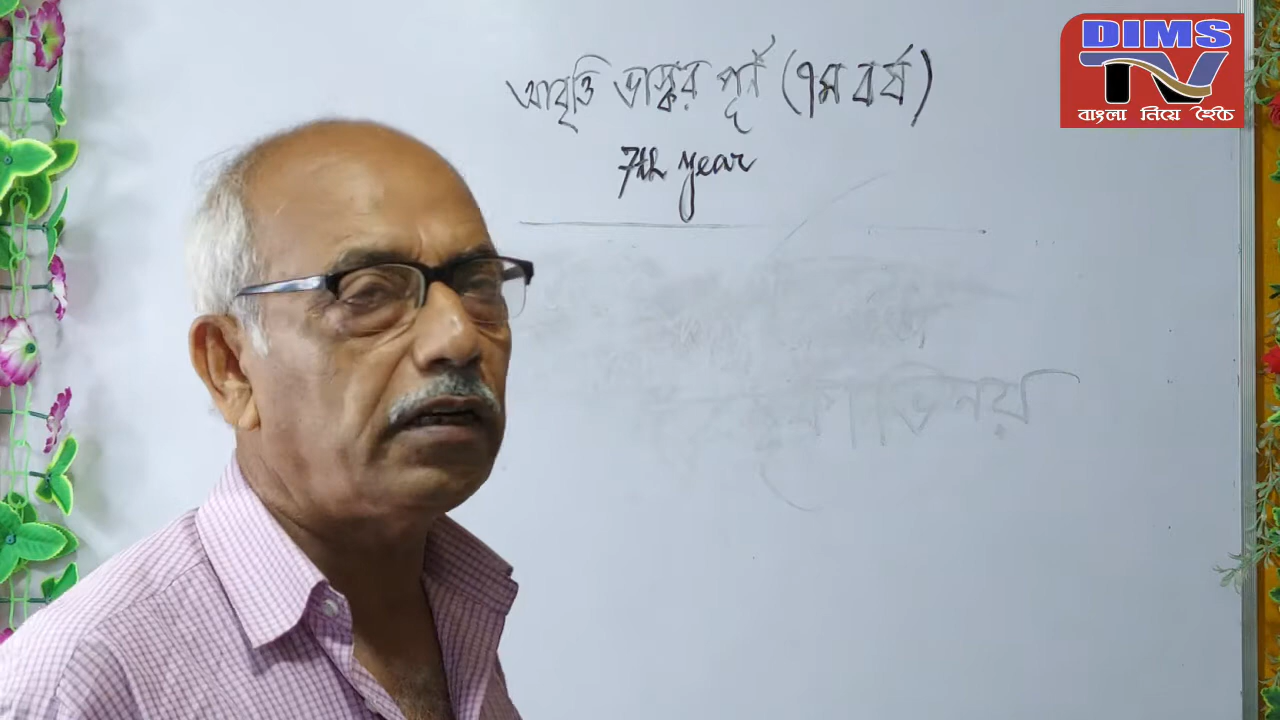 আবৃত্তি ভাস্কর পূর্ণ (৭ম বর্ষ)
7th year
DIMS
TV
বাংলা নিয়ে হৈচৈ